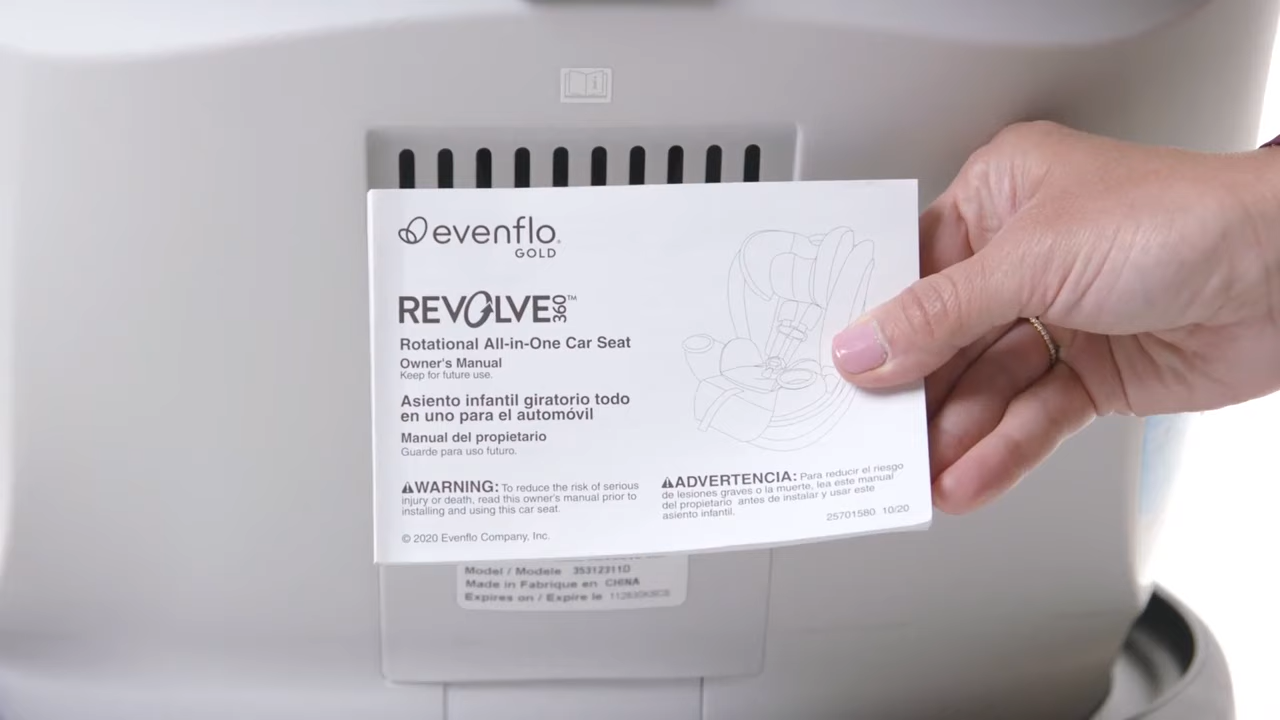 evenflo
GOLD
REVOLVE 360™
Rotational All-in-One Car Seat
Owner's Manual
Keep for future use.
Asiento infantil giratorio todo
en uno para el automóvil
Manual del propietario
Guarde para uso futuro.
⚠WARNING: To reduce the risk of serious
injury or death, read this owner's manual prior to
installing and using this car seat.
© 2020 Evenflo Company, Inc.
⚠ADVERTENCIA: Para reducir el riesgo
de lesiones graves o la muerte, lea este manual
del propietario antes de instalar y usar este
asiento infantil.
25701580 10/20
Model / Modele 35312311D
Made in Fabrique en CHINA
Expires on / Expire le